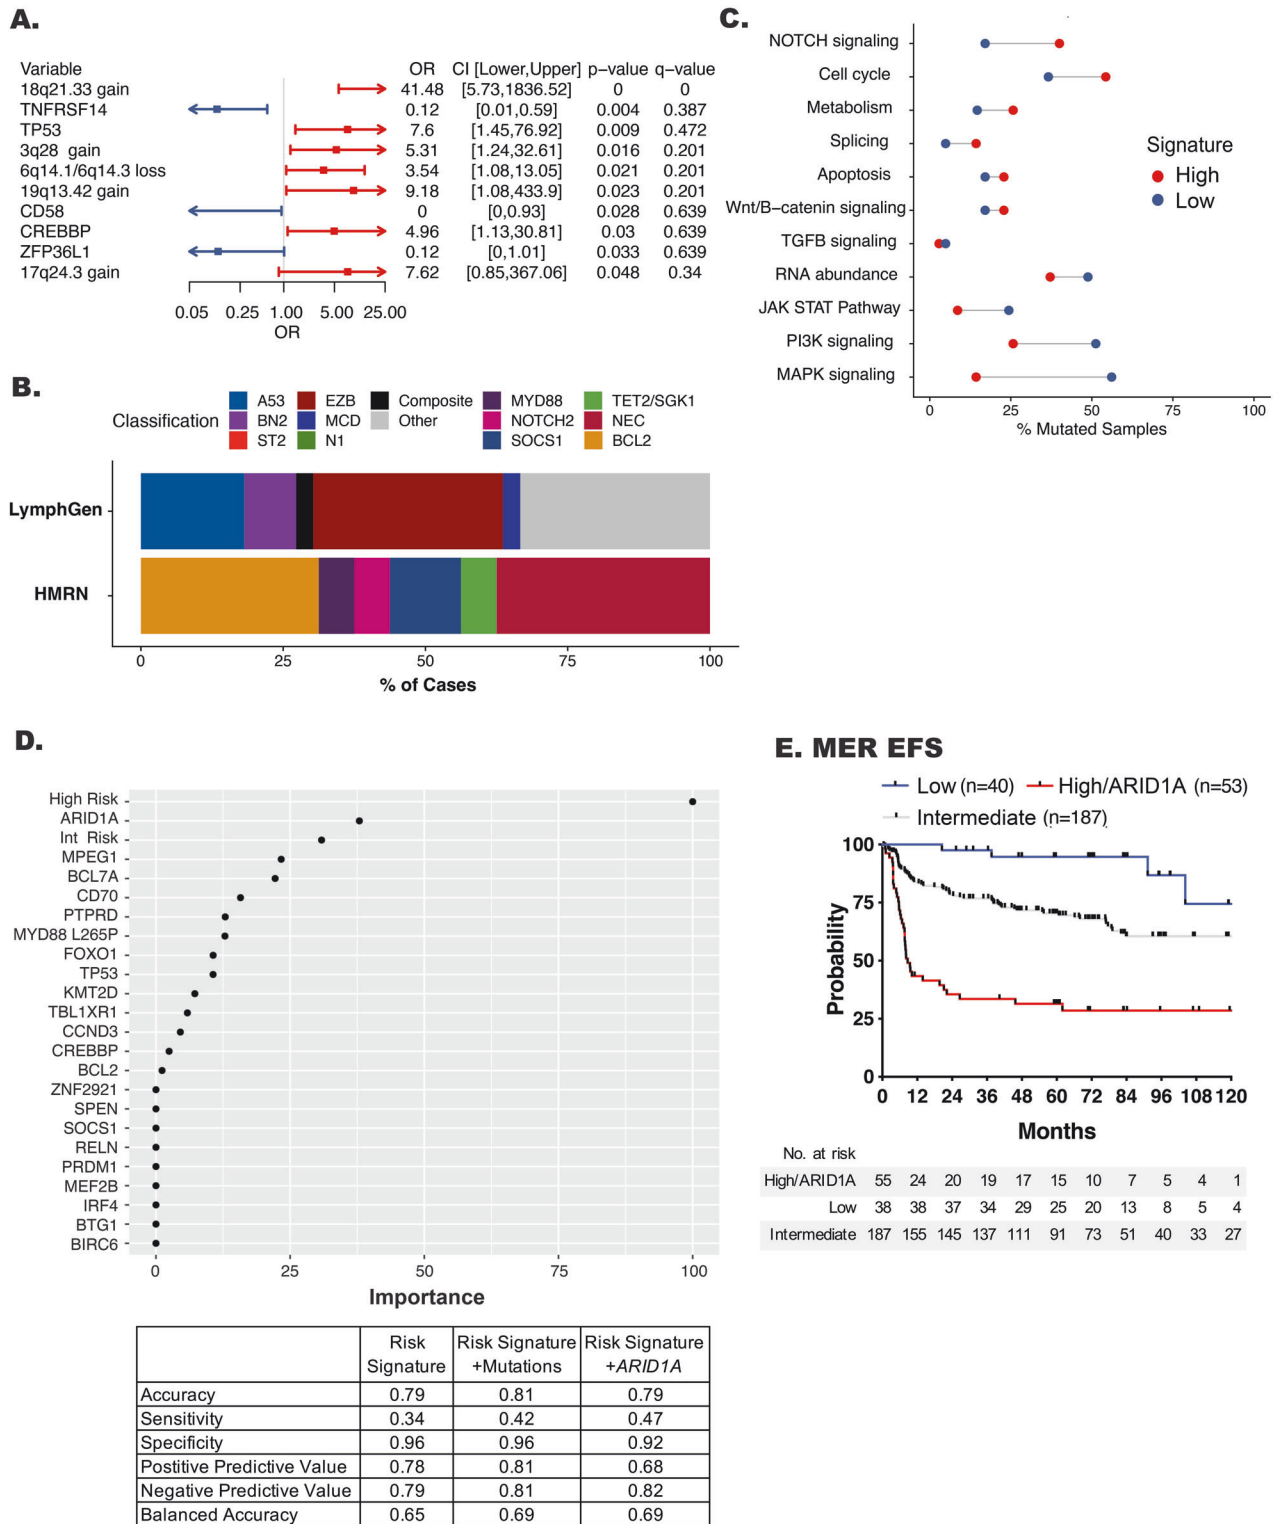 A.
Variable OR CI [Lower,Upper] p-value q-value
18q21.33 gain 41.48 [5.73,1836.52] 0 0
TNFRSF14 0.12 [0.01,0.59] 0.004 0.387
TP53 7.6 [1.45,76.92] 0.009 0.472
3q28 gain 5.31 [1.24,32.61] 0.016 0.201
6q14.1/6q14.3 loss 3.54 [1.08,13.05] 0.021 0.201
19q13.42 gain 9.18 [1.08,433.9] 0.023 0.201
CD58 0 [0,0.93] 0.028 0.639
CREBBP 4.96 [1.13,30.81] 0.03 0.639
ZFP36L1 0.12 [0,1.01] 0.033 0.639
17q24.3 gain 7.62 [0.85,367.06] 0.048 0.34
0.05 0.25 1.00 5.00 25.00
OR
C.
NOTCH signaling
Cell cycle
Metabolism
Splicing
Apoptosis
Wnt/B−catenin signaling
TGFB signaling
RNA abundance
JAK STAT Pathway
PI3K signaling
MAPK signaling
0 25 50 75 100
% Mutated Samples
Signature
High
Low
B.
Classification
A53 EZB Composite MYD88 TET2/SGK1
BN2 MCD Other NOTCH2 NEC
ST2 N1 SOCS1 BCL2
LymphGen
HMRN
0 25 50 75 100
% of Cases
D.
High Risk
ARID1A
Int Risk
MPEG1
BCL7A
CD70
PTPRD
MYD88 L265P
FOXO1
TP53
KMT2D
TBL1XR1
CCND3
CREBBP
BCL2
ZNF2921
SPEN
SOCS1
RELN
PRDM1
MEF2B
IRF4
BTG1
BIRC6
0 25 50 75 100
Importance
Risk Signature Risk Signature +Mutations Risk Signature +ARID1A
Accuracy 0.79 0.81 0.79
Sensitivity 0.34 0.42 0.47
Specificity 0.96 0.96 0.92
Postitive Predictive Value 0.78 0.81 0.68
Negative Predictive Value 0.79 0.81 0.82
Balanced Accuracy 0.65 0.69 0.69
E. MER EFS
Low (n=40) High/ARID1A (n=53)
Intermediate (n=187)
100
75
50
25
0
Probability
0 12 24 36 48 60 72 84 96 108 120
Months
No. at risk
High/ARID1A 55 24 20 19 17 15 10 7 5 4 1
Low 38 38 37 34 29 25 20 13 8 5 4
Intermediate 187 155 145 137 111 91 73 51 40 33 27